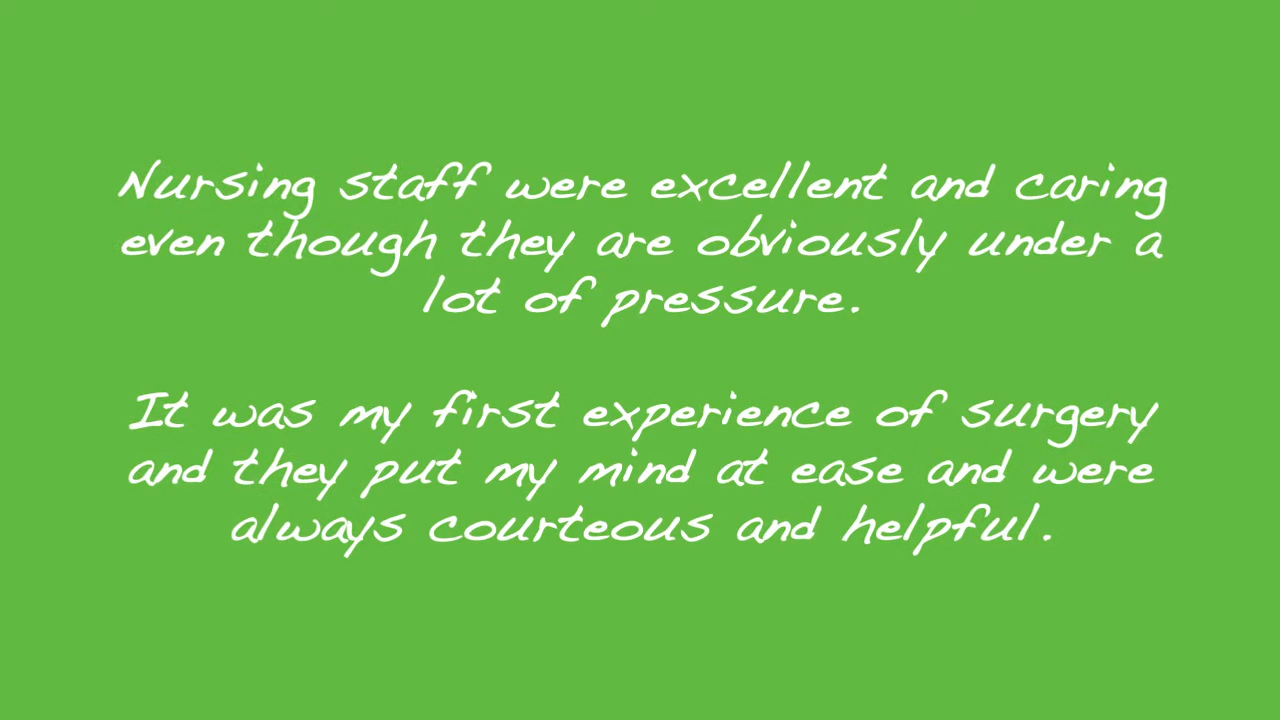 Nursing staff were excellent and caring
even though they are obviously under a
lot of pressure.
It was my first experience of surgery
and they put my mind at ease and were
always courteous and helpful.